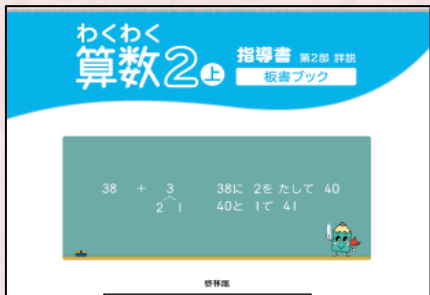 わくわく
算数2上
指導書 第2部 詳説
板書ブック
38 + 3
2 1
38に 2を たして 40
40と 1で 41
啓林館